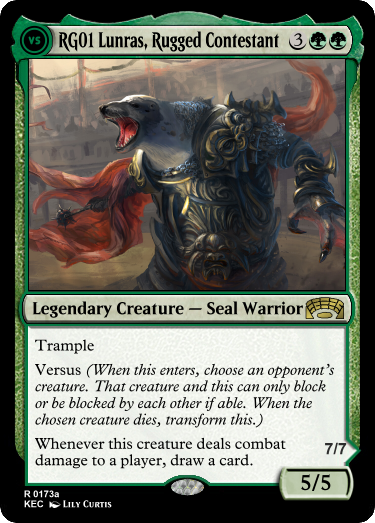 VS RG01 Lunras, Rugged Contestant 3
Legendary Creature — Seal Warrior
Trample
Versus (When this enters, choose an opponent's
creature. That creature and this can only block
or be blocked by each other if able. When the
chosen creature dies, transform this.)
Whenever this creature deals combat
damage to a player, draw a card.
7/7
5/5
R 0173a
KEC Lily Curtis